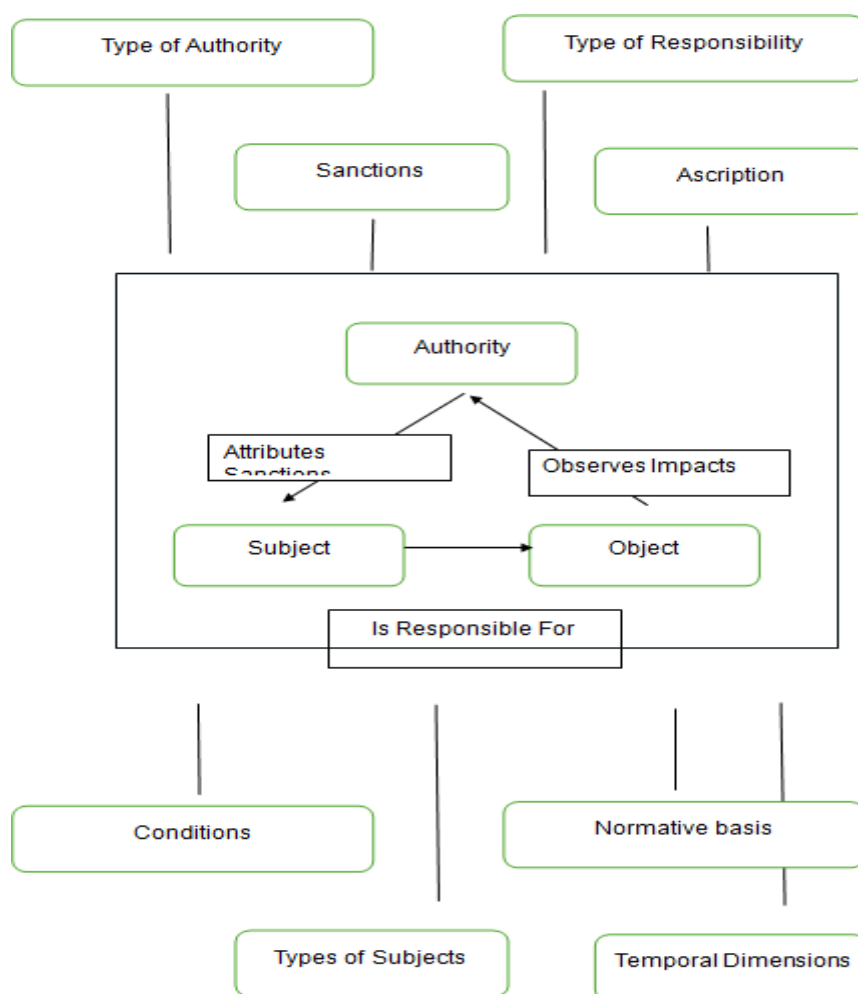 Type of Authority
Type of Responsibility
Sanctions
Ascription
Authority
Attributes
Sanctions
Observes Impacts
Subject
Object
Is Responsible For
Conditions
Normative basis
Types of Subjects
Temporal Dimensions